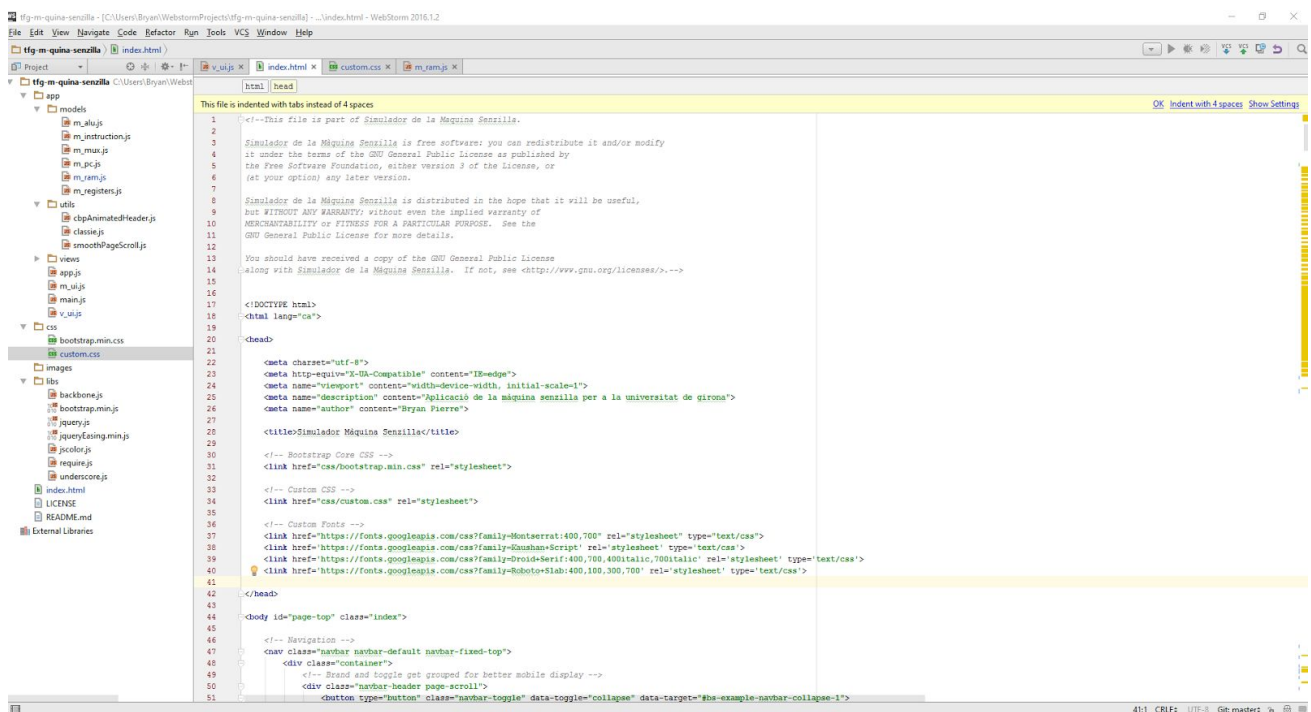 tfg-m-quina-senzilla - [C:\Users\Bryan\WebstormProjects\tfg-m-quina-senzilla] - ...\index.html - WebStorm 2016.1.2
File Edit View Navigate Code Refactor Run Tools VCS Window Help
tfg-m-quina-senzilla index.html
Project
v_ui.js × index.html × custom.css × m_ram.js ×
tfg-m-quina-senzilla C:\Users\Bryan\Webst
app
models
m_alu.js
m_instruction.js
m_mux.js
m_pc.js
m_ram.js
m_registers.js
utils
cbpAnimatedHeader.js
classie.js
smoothPageScroll.js
views
app.js
m_ui.js
main.js
v_ui.js
css
bootstrap.min.css
custom.css
images
libs
backbone.js
bootstrap.min.js
jquery.js
jqueryEasing.min.js
jscolor.js
require.js
underscore.js
index.html
LICENSE
README.md
External Libraries
html head
This file is indented with tabs instead of 4 spaces OK Indent with 4 spaces Show Settings
1 <!--This file is part of Simulador de la Maquina Senzilla.
2
3 Simulador de la Máquina Senzilla is free software: you can redistribute it and/or modify
4 it under the terms of the GNU General Public License as published by
5 the Free Software Foundation, either version 3 of the License, or
6 (at your option) any later version.
7
8 Simulador de la Máquina Senzilla is distributed in the hope that it will be useful,
9 but WITHOUT ANY WARRANTY; without even the implied warranty of
10 MERCHANTABILITY or FITNESS FOR A PARTICULAR PURPOSE. See the
11 GNU General Public License for more details.
12
13 You should have received a copy of the GNU General Public License
14 along with Simulador de la Máquina Senzilla. If not, see <http://www.gnu.org/licenses/>.-->
15
16
17 <!DOCTYPE html>
18 <html lang="ca">
19
20 <head>
21
22 <meta charset="utf-8">
23 <meta http-equiv="X-UA-Compatible" content="IE=edge">
24 <meta name="viewport" content="width=device-width, initial-scale=1">
25 <meta name="description" content="Aplicació de la máquina senzilla per a la universitat de girona">
26 <meta name="author" content="Bryan Pierre">
27
28 <title>Simulador Máquina Senzilla</title>
29
30 <!-- Bootstrap Core CSS -->
31 <link href="css/bootstrap.min.css" rel="stylesheet">
32
33 <!-- Custom CSS -->
34 <link href="css/custom.css" rel="stylesheet">
35
36 <!-- Custom Fonts -->
37 <link href="https://fonts.googleapis.com/css?family=Montserrat:400,700" rel="stylesheet" type="text/css">
38 <link href='https://fonts.googleapis.com/css?family=Kaushan+Script' rel='stylesheet' type='text/css'>
39 <link href='https://fonts.googleapis.com/css?family=Droid+Serif:400,700,400italic,700italic' rel='stylesheet' type='text/css'>
40 <link href='https://fonts.googleapis.com/css?family=Roboto+Slab:400,100,300,700' rel='stylesheet' type='text/css'>
41
42 </head>
43
44 <body id="page-top" class="index">
45
46 <!-- Navigation -->
47 <nav class="navbar navbar-default navbar-fixed-top">
48 <div class="container">
49 <!-- Brand and toggle get grouped for better mobile display -->
50 <div class="navbar-header page-scroll">
51 <button type="button" class="navbar-toggle" data-toggle="collapse" data-target="#bs-example-navbar-collapse-1">
41:1 CRLF÷ UTF-8 Git: master÷